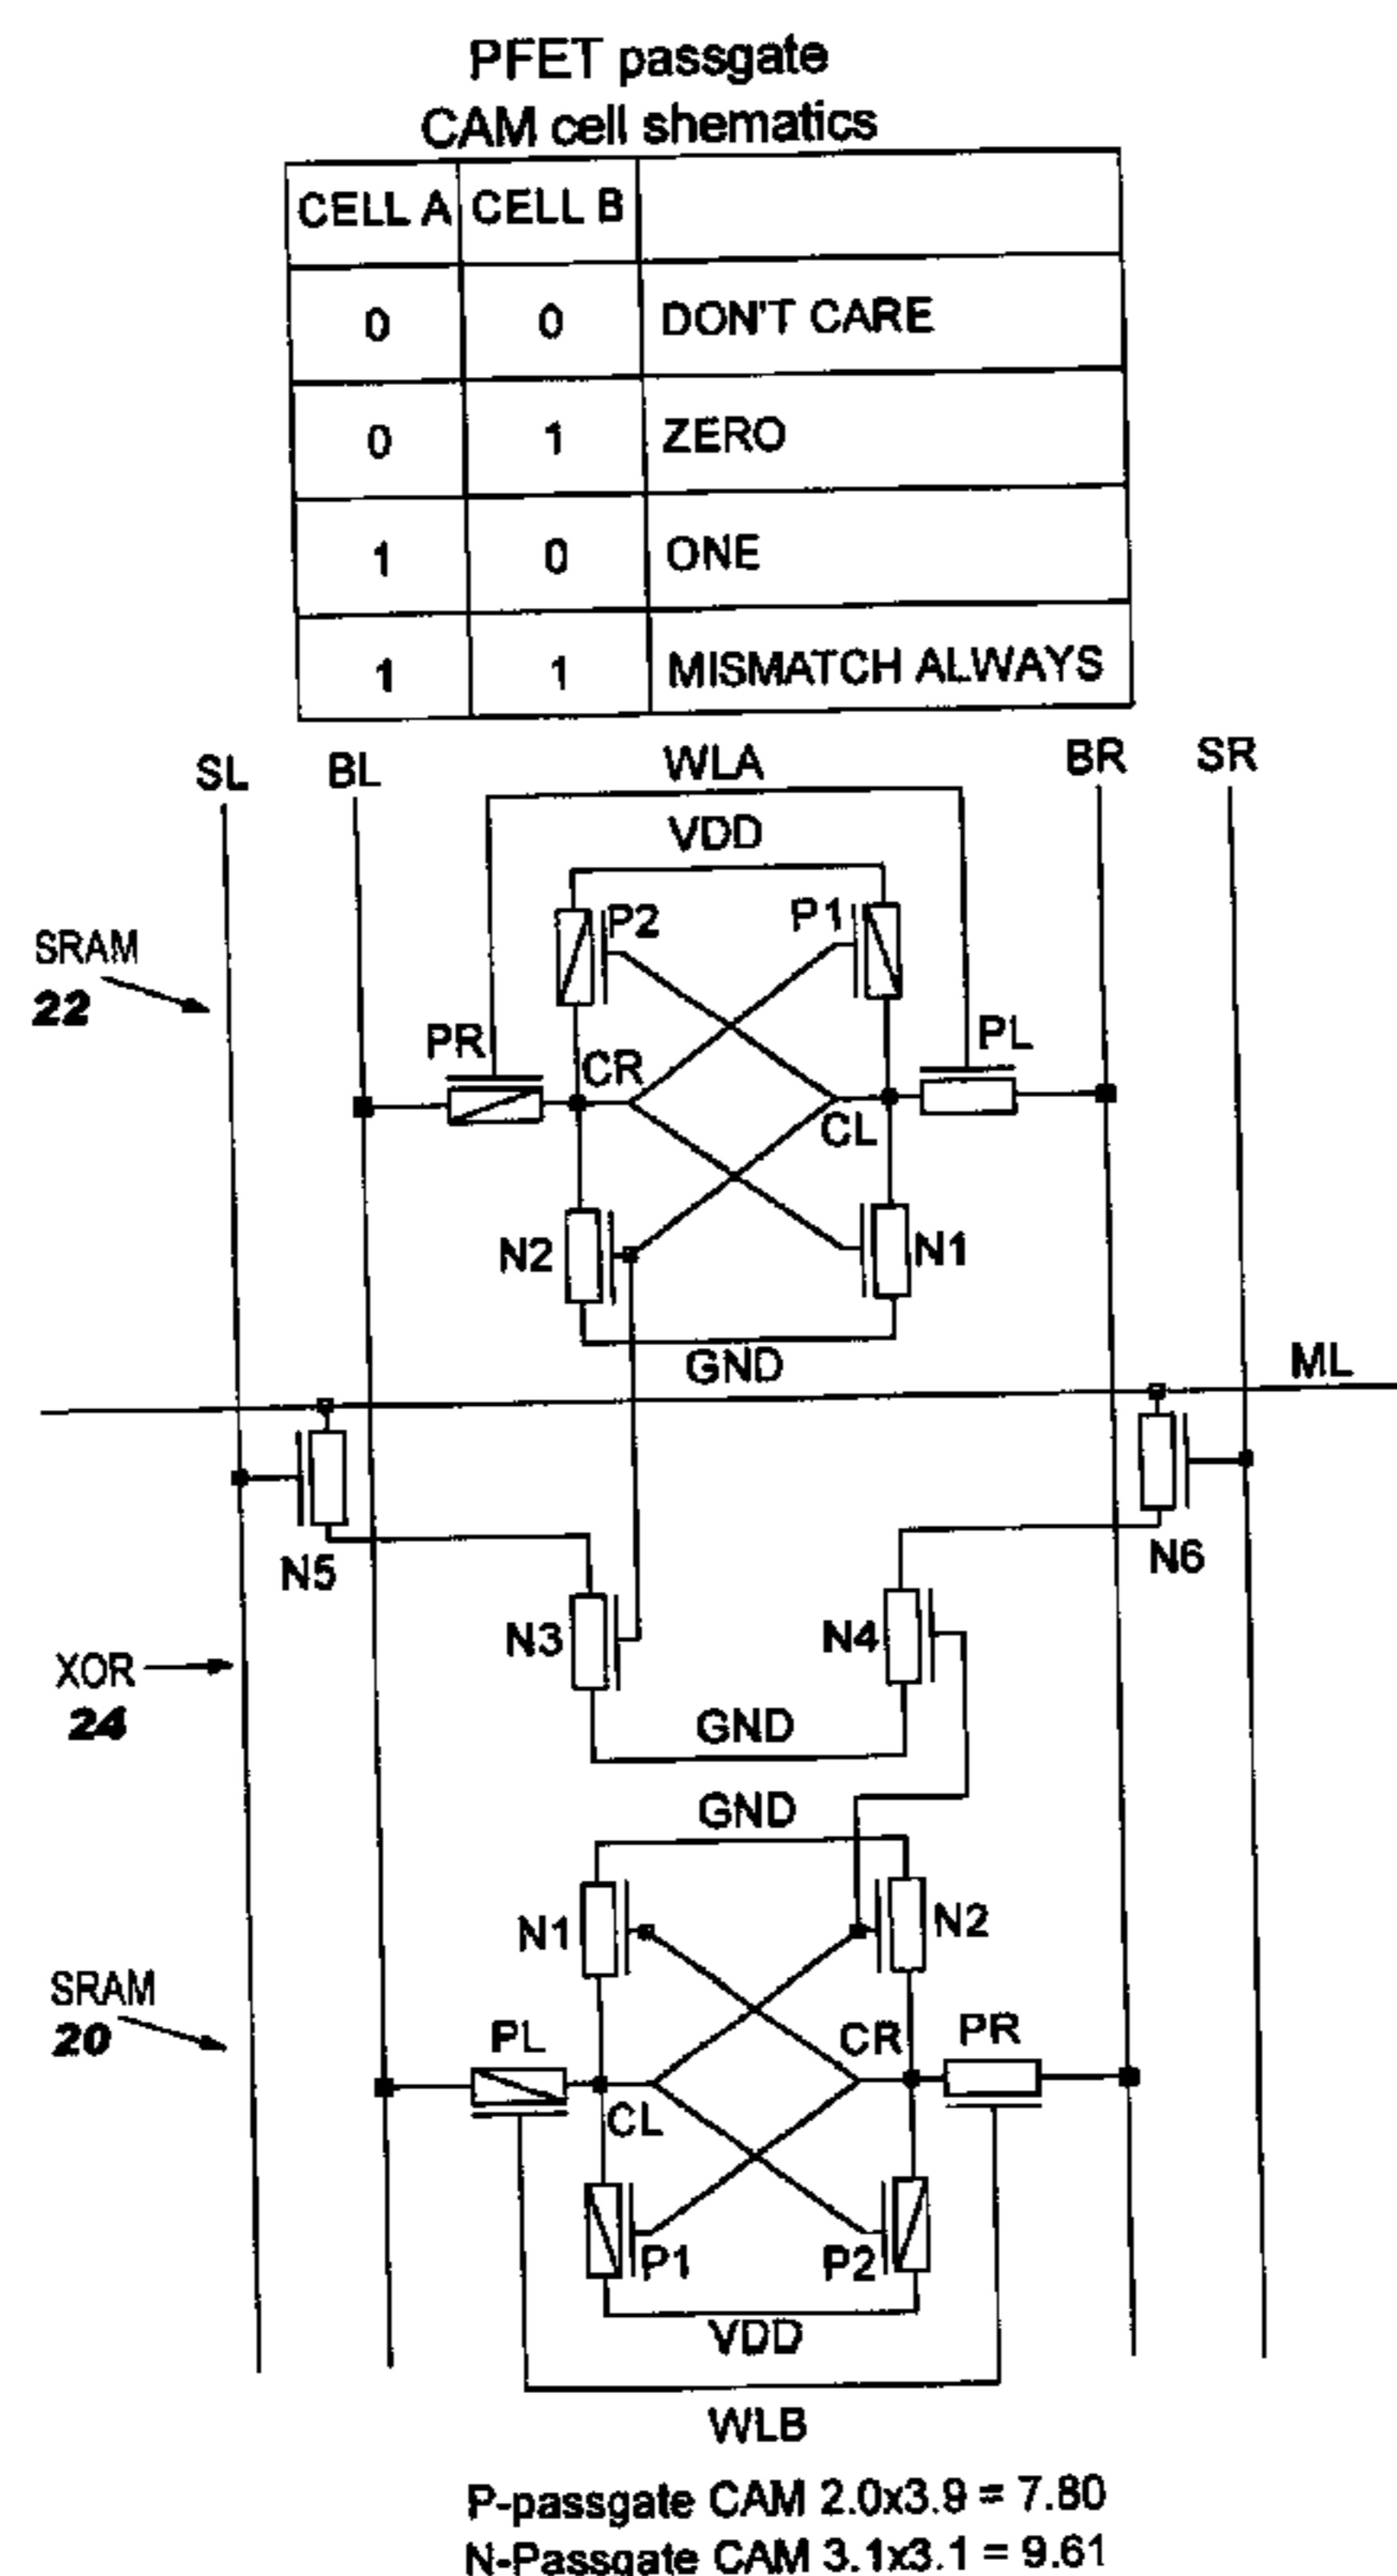 PFET passgate
CAM cell shematics
CELL A CELL B
0 0 DON'T CARE
0 1 ZERO
1 0 ONE
1 1 MISMATCH ALWAYS
SL BL WLA BR SR
VDD
P2 P1
SRAM
22
PR CR PL
CL
N2 N1
GND ML
N5 N6
N3 N4
XOR
24
GND
GND
N1 N2
SRAM
20
PL CR PR
CL
P1 P2
VDD
WLB
P-passgate CAM 2.0x3.9 = 7.80
N-Passgate CAM 3.1x3.1 = 9.61